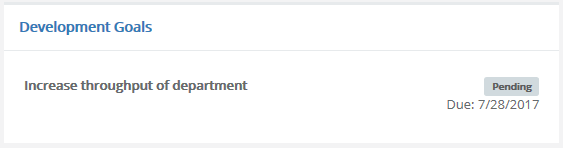 Development Goals
Increase throughput of department
Pending
Due: 7/28/2017